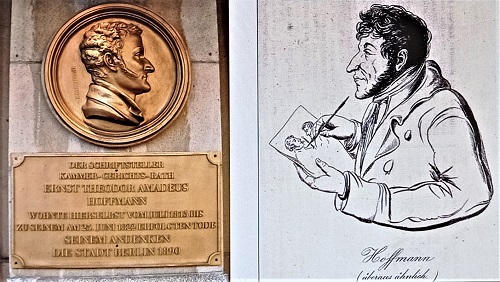 DER SCHRIFTSTELLER
KAMMER-GERICHTS-RATH
ERNST THEODOR AMADEUS
HOFFMANN
WOHNTE HIERSELBST VOM JULI 1815 BIS
ZU SEINEM AM 25. JUNI 1822 ERFOLGTEN TODE
SEINEM ANDENKEN
DIE STADT BERLIN 1890
Hoffmann
(überaus ähnlich.)